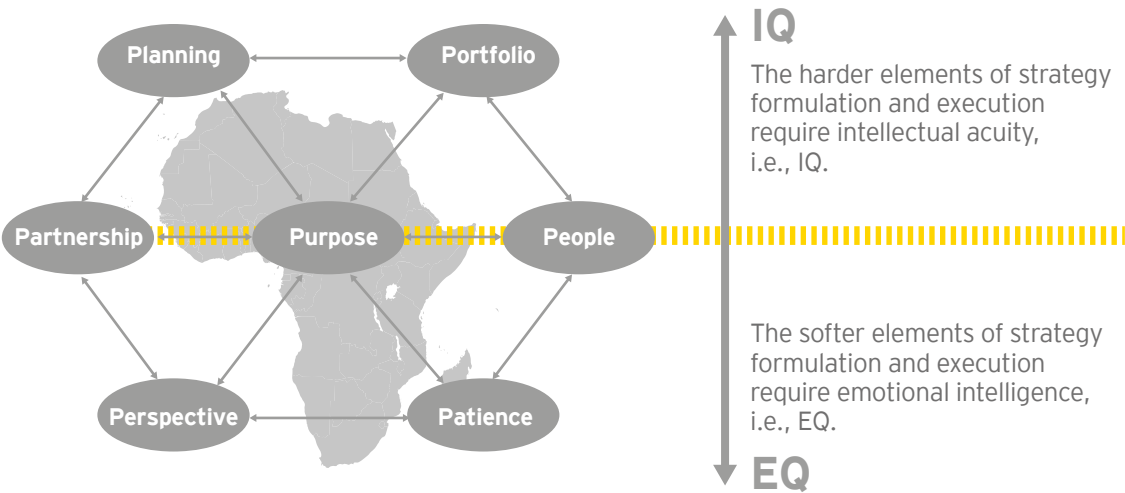 Planning
Portfolio
Partnership
Purpose
People
Perspective
Patience
IQ
The harder elements of strategy
formulation and execution
require intellectual acuity,
i.e., IQ.
The softer elements of strategy
formulation and execution
require emotional intelligence,
i.e., EQ.
EQ